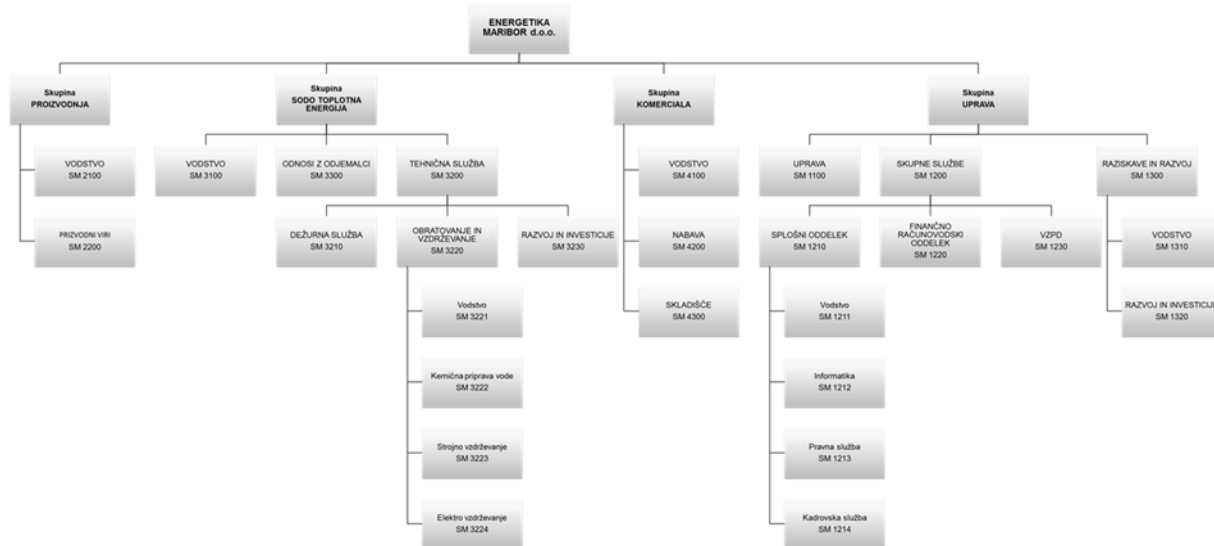 ENERGETIKA
MARIBOR d.o.o.
Skupina
PROIZVODNJA
Skupina
SODO TOPLOTNA
ENERGIJA
Skupina
KOMERCIALA
Skupina
UPRAVA
VODSTVO
SM 2100
VODSTVO
SM 3100
ODNOSI Z ODJEMALCI
SM 3300
TEHNIČNA SLUŽBA
SM 3200
VODSTVO
SM 4100
UPRAVA
SM 1100
SKUPNE SLUŽBE
SM 1200
RAZISKAVE IN RAZVOJ
SM 1300
PRIZVODNI VIRI
SM 2200
DEŽURNA SLUŽBA
SM 3210
OBRATOVANJE IN
VZDRŽEVANJE
SM 3220
RAZVOJ IN INVESTICIJE
SM 3230
NABAVA
SM 4200
SPLOŠNI ODDELEK
SM 1210
FINANČNO
RAČUNOVODSKI
ODDELEK
SM 1220
VZPD
SM 1230
VODSTVO
SM 1310
Vodstvo
SM 3221
SKLADIŠČE
SM 4300
Vodstvo
SM 1211
RAZVOJ IN INVESTICIJE
SM 1320
Kemična priprava vode
SM 3222
Informatika
SM 1212
Strojno vzdrževanje
SM 3223
Pravna služba
SM 1213
Elektro vzdrževanje
SM 3224
Kadrovska služba
SM 1214